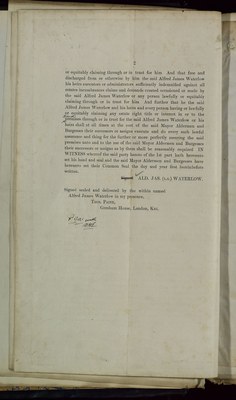 2
or equitably claiming through or in trust for him. And that free and
discharged from or otherwise by him the said Alfred James Waterlow
his heirs executors or administrators sufficiently indemnified against all
estates incumbrances claims and demands created occasioned or made by
the said Alfred James Waterlow or any person lawfully or equitably
claiming through or in trust for him And further that he the said
Alfred James Waterlow and his heirs and every person having or lawfully
or equitably claiming any estate right title or interest in or to the
premises through or in trust for the said Alfred James Waterlow or his
heirs shall at all times at the cost of the said Mayor Aldermen and
Burgesses their successors or assigns execute and do every such lawful
assurance and thing for the further or more perfectly assuring the said
premises unto and to the use of the said Mayor Aldermen and Burgesses
their successors or assigns as by them shall be reasonably required IN
WITNESS whereof the said party hereto of the 1st part hath hereunto
set his hand and seal and the said Mayor Aldermen and Burgesses have
hereunto set their Common Seal the day and year first hereinbefore
written.
ALD. JAS. (L.S.) WATERLOW.
Signed sealed and delivered by the within named
Alfred James Waterlow in my presence,